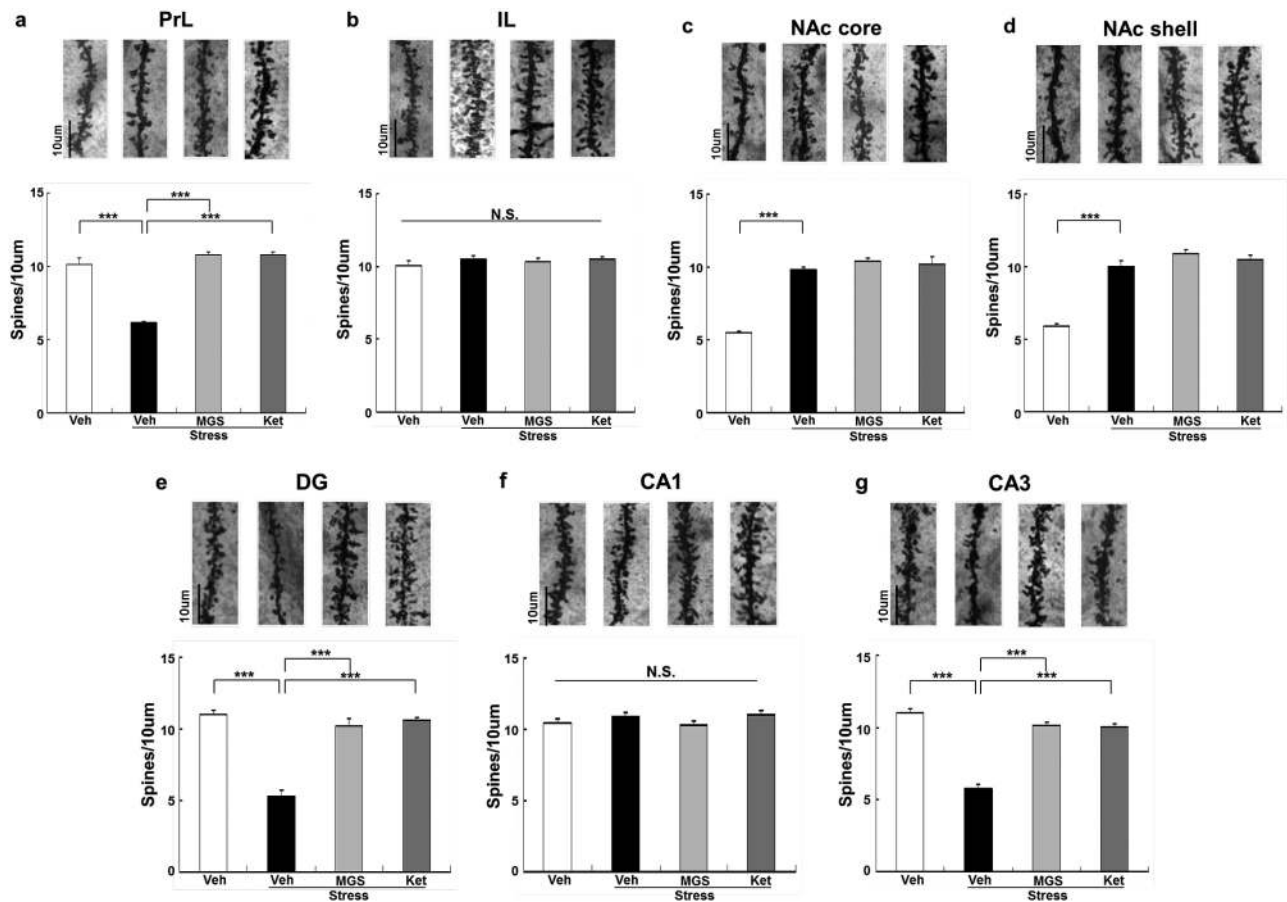 a PrL
10um
Spines/10um
15
10
5
0
***
***
***
Veh Veh MGS Ket
Stress
b IL
10um
Spines/10um
15
10
5
0
N.S.
Veh Veh MGS Ket
Stress
c NAc core
10um
Spines/10um
15
10
5
0
***
Veh Veh MGS Ket
Stress
d NAc shell
10um
Spines/10um
15
10
5
0
***
Veh Veh MGS Ket
Stress
e DG
10um
Spines/10um
15
10
5
0
***
***
***
Veh Veh MGS Ket
Stress
f CA1
10um
Spines/10um
15
10
5
0
N.S.
Veh Veh MGS Ket
Stress
g CA3
10um
Spines/10um
15
10
5
0
***
***
***
Veh Veh MGS Ket
Stress